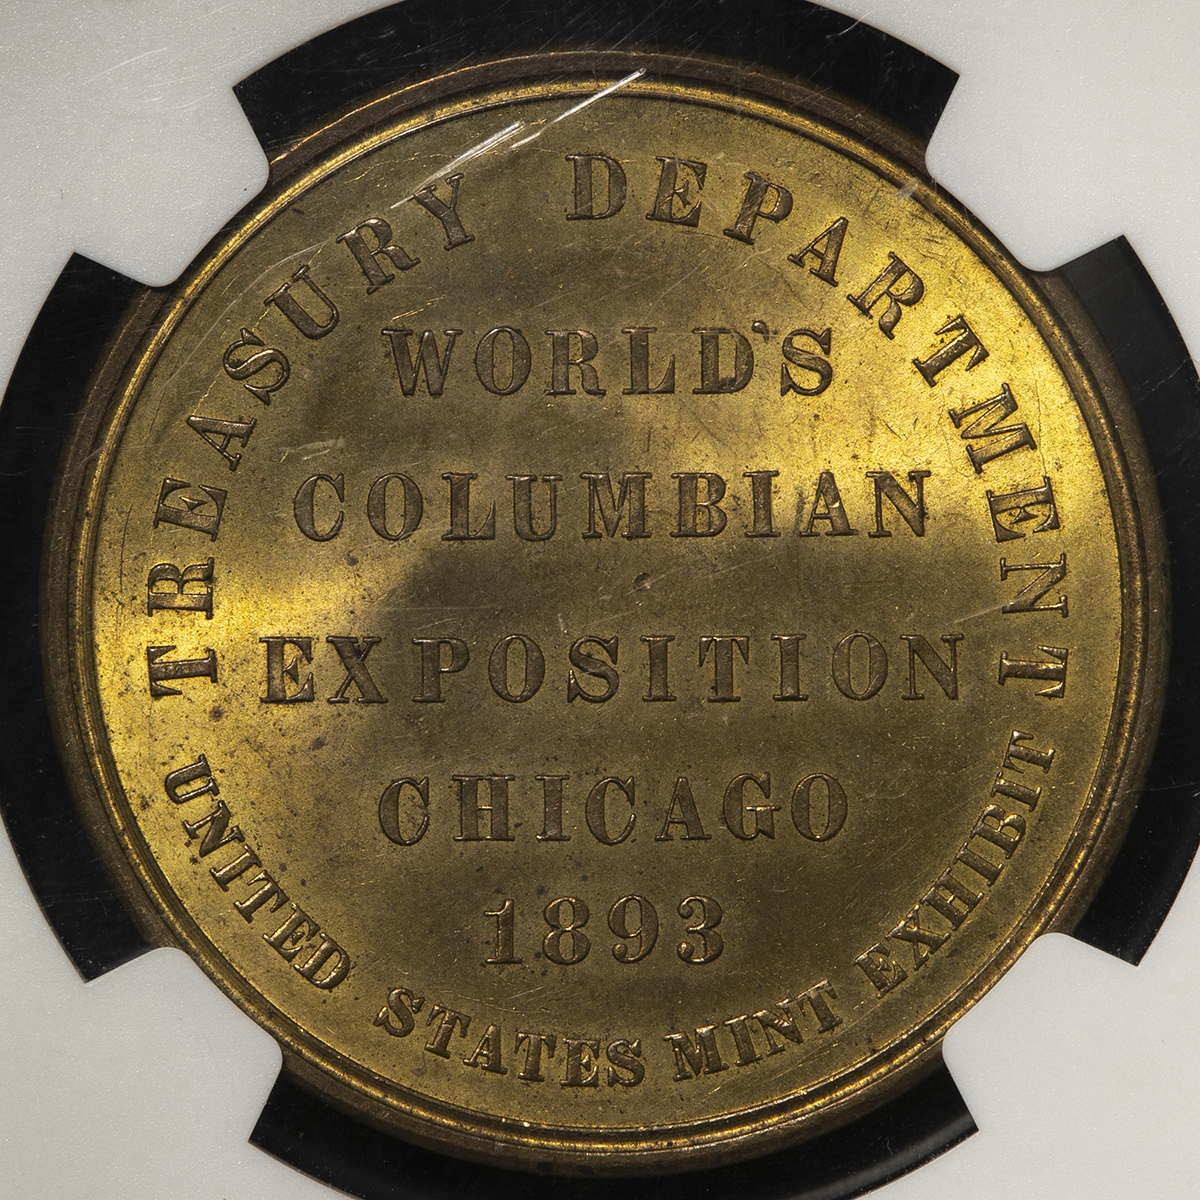 TREASURY DEPARTMENT
WORLD'S
COLUMBIAN
EXPOSITION
CHICAGO
1893
UNITED STATES MINT EXHIBIT